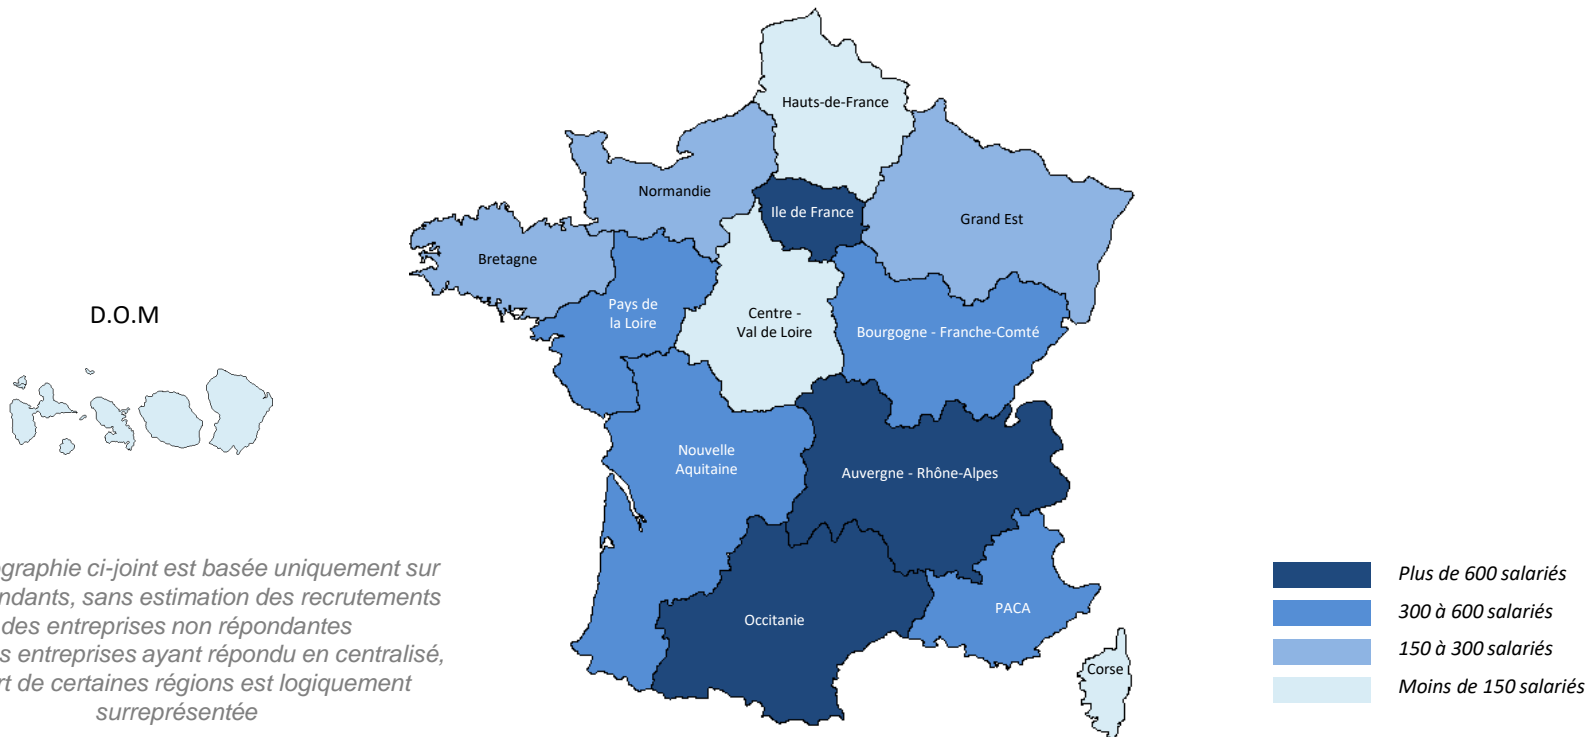 Hauts-de-France
Normandie
Ile de France
Grand Est
Bretagne
Pays de
la Loire
Centre -
Val de Loire
Bourgogne - Franche-Comté
D.O.M
Nouvelle
Aquitaine
Auvergne - Rhône-Alpes
Occitanie
PACA
Corse
ci-joint est basée uniquement sur
sans estimation des recrutements
des entreprises non répondantes
entreprises ayant répondu en centralisé,
de certaines régions est logiquement
surreprésentée
Plus de 600 salariés
300 à 600 salariés
150 à 300 salariés
Moins de 150 salariés